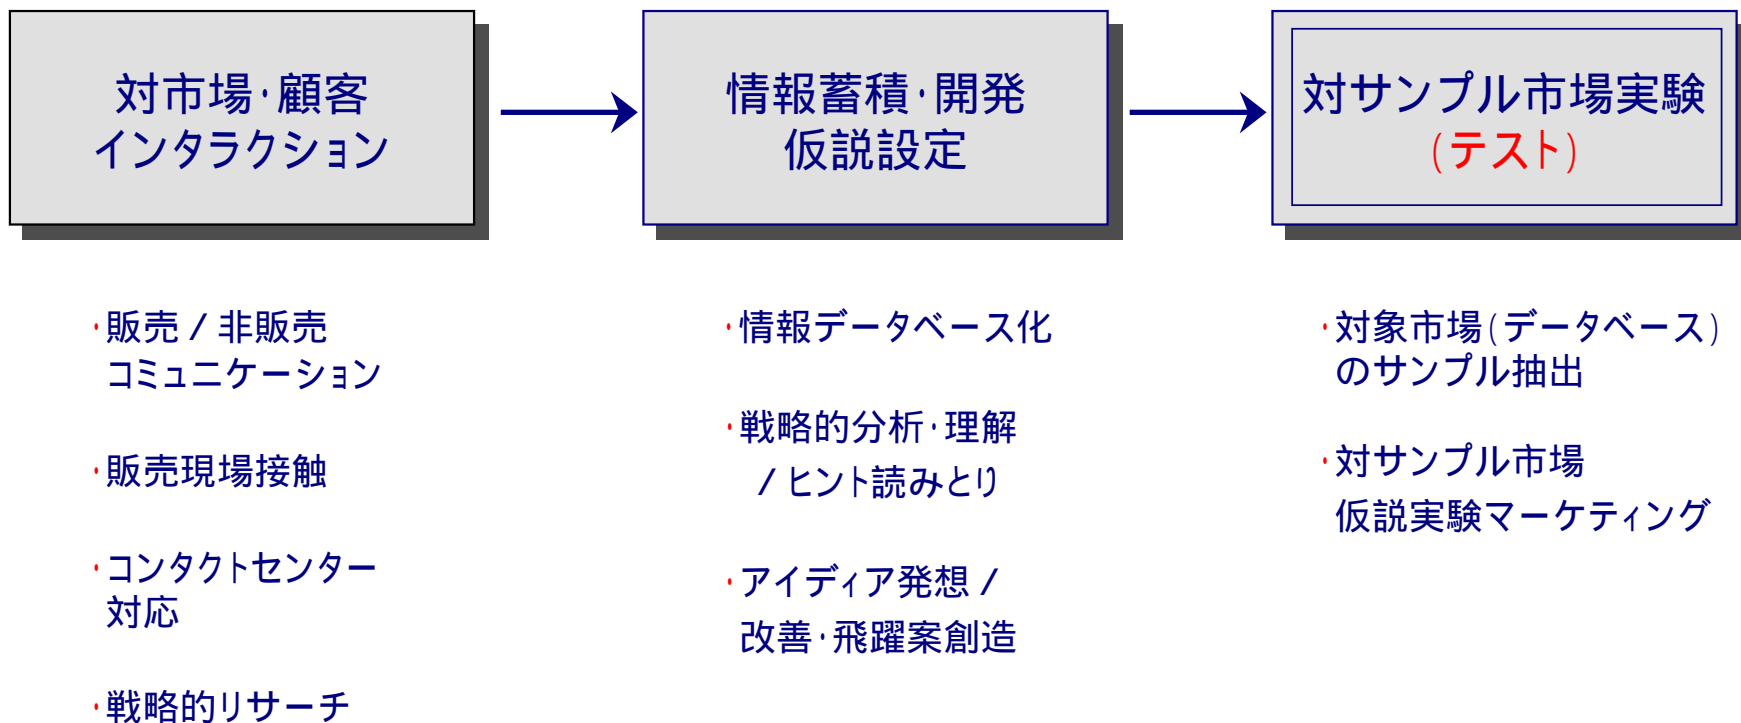 対市場・顧客
インタラクション
情報蓄積・開発
仮説設定
対サンプル市場実験
(テスト)
・販売/非販売
コミュニケーション
・販売現場接触
・コンタクトセンター
対応
・戦略的リサーチ
・情報データベース化
・戦略的分析・理解
/ヒント読みとり
・アイディア発想/
改善・飛躍案創造
・対象市場(データベース)
のサンプル抽出
・対サンプル市場
仮説実験マーケティング